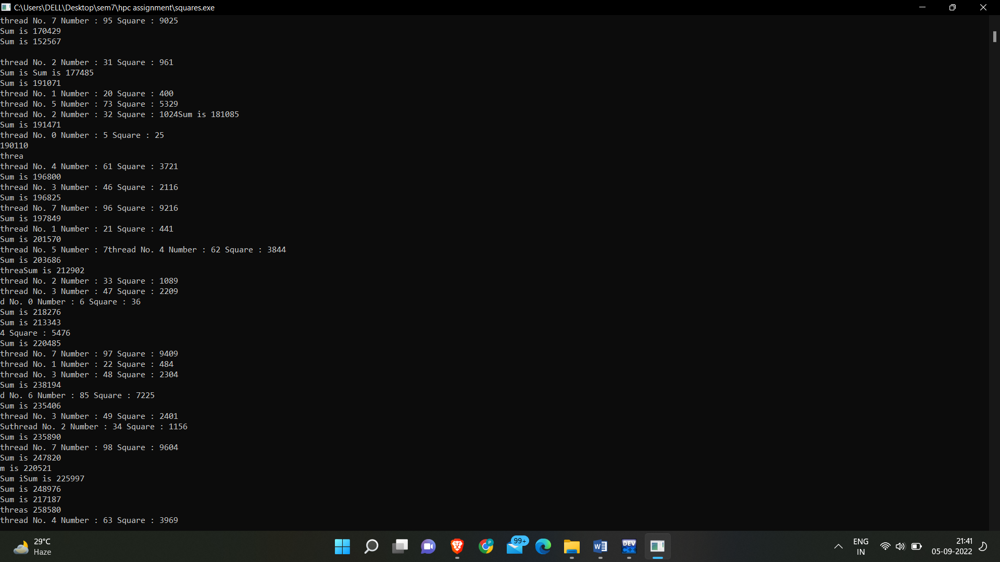 C:\Users\DELL\Desktop\sem7\hpc assignment\squares.exe
thread No. 7 Number : 95 Square : 9025
Sum is 170429
Sum is 152567
thread No. 2 Number : 31 Square : 961
Sum is Sum is 177485
Sum is 191071
thread No. 1 Number : 20 Square : 400
thread No. 5 Number : 73 Square : 5329
thread No. 2 Number : 32 Square : 1024Sum is 181085
Sum is 191471
thread No. 0 Number : 5 Square : 25
190110
threa
thread No. 4 Number : 61 Square : 3721
Sum is 196800
thread No. 3 Number : 46 Square : 2116
Sum is 196825
thread No. 7 Number : 96 Square : 9216
Sum is 197849
thread No. 1 Number : 21 Square : 441
Sum is 201570
thread No. 5 Number : 7thread No. 4 Number : 62 Square : 3844
Sum is 203686
threaSum is 212902
thread No. 2 Number : 33 Square : 1089
thread No. 3 Number : 47 Square : 2209
d No. 0 Number : 6 Square : 36
Sum is 218276
Sum is 213343
4 Square : 5476
Sum is 220485
thread No. 7 Number : 97 Square : 9409
thread No. 1 Number : 22 Square : 484
thread No. 3 Number : 48 Square : 2304
Sum is 238194
d No. 6 Number : 85 Square : 7225
Sum is 235406
thread No. 3 Number : 49 Square : 2401
Suthread No. 2 Number : 34 Square : 1156
Sum is 235890
thread No. 7 Number : 98 Square : 9604
Sum is 247820
m is 220521
Sum iSum is 225997
Sum is 248976
Sum is 217187
threas 258580
thread No. 4 Number : 63 Square : 3969
29°C
Haze
P
99+
W
DEV
C++
ENG
IN
21:41
05-09-2022